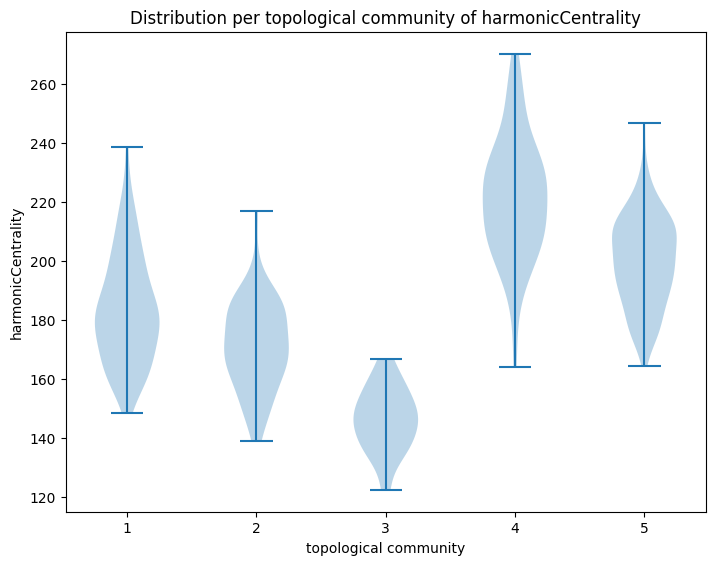 Distribution per topological community of harmonicCentrality
harmonicCentrality
260
240
220
200
180
160
140
120
1 2 3 4 5
topological community